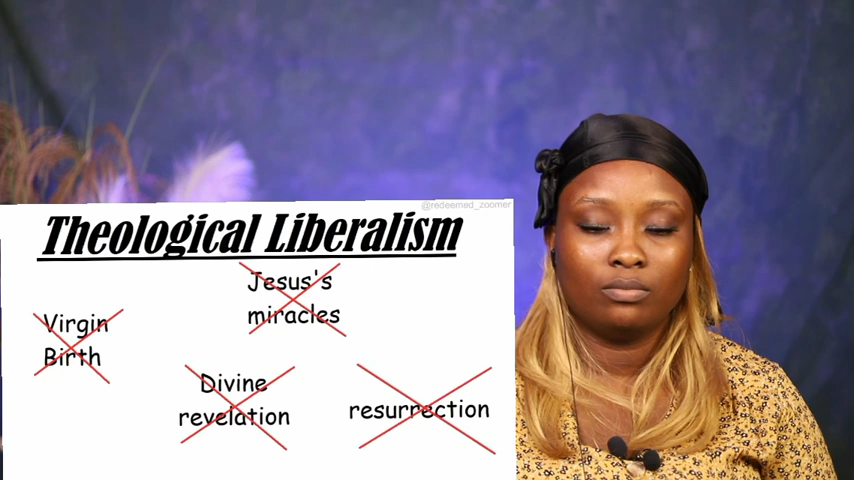 @redeemed_zoomer
Theological Liberalism
Jesus's
miracles
Virgin
Birth
Divine
revelation
resurrection